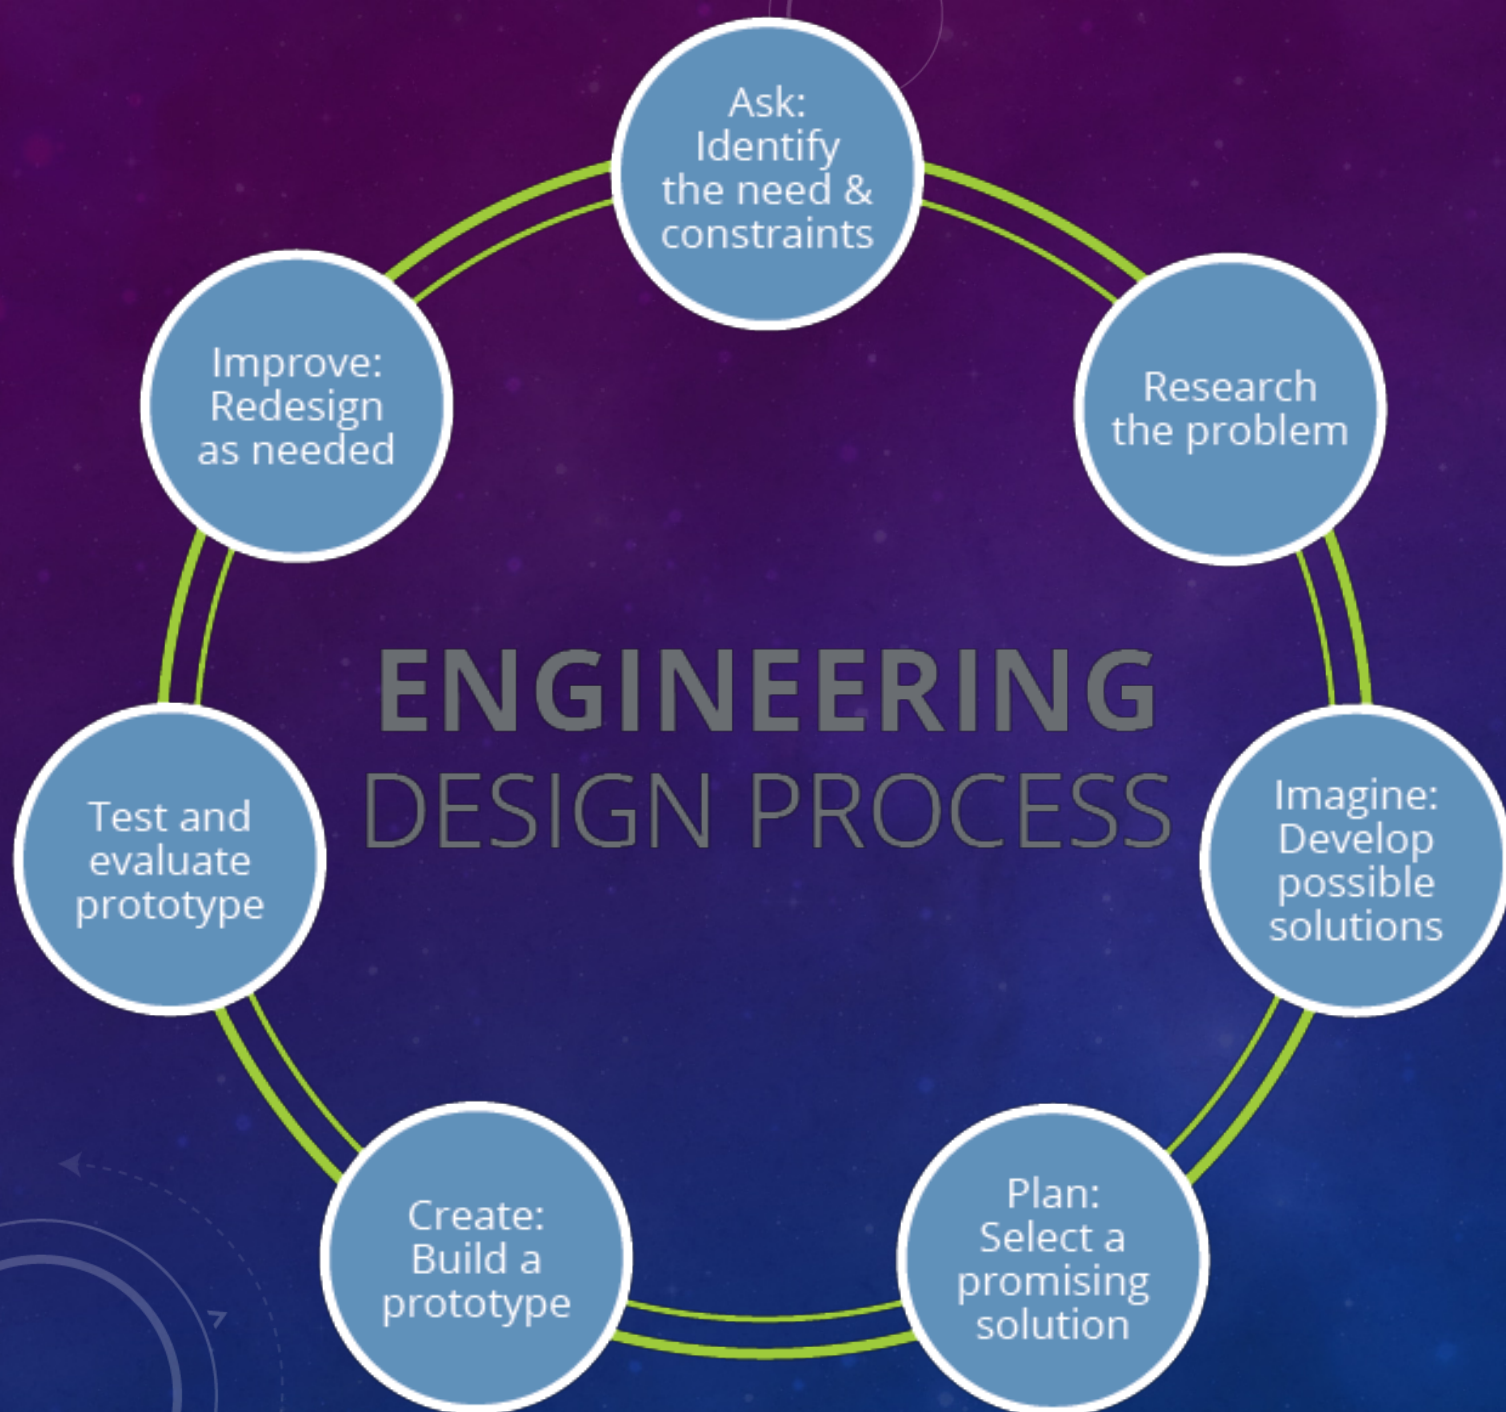 Ask:
Identify
the need &
constraints
Research
the problem
Imagine:
Develop
possible
solutions
Plan:
Select a
promising
solution
Create:
Build a
prototype
Test and
evaluate
prototype
Improve:
Redesign
as needed
ENGINEERING
DESIGN PROCESS